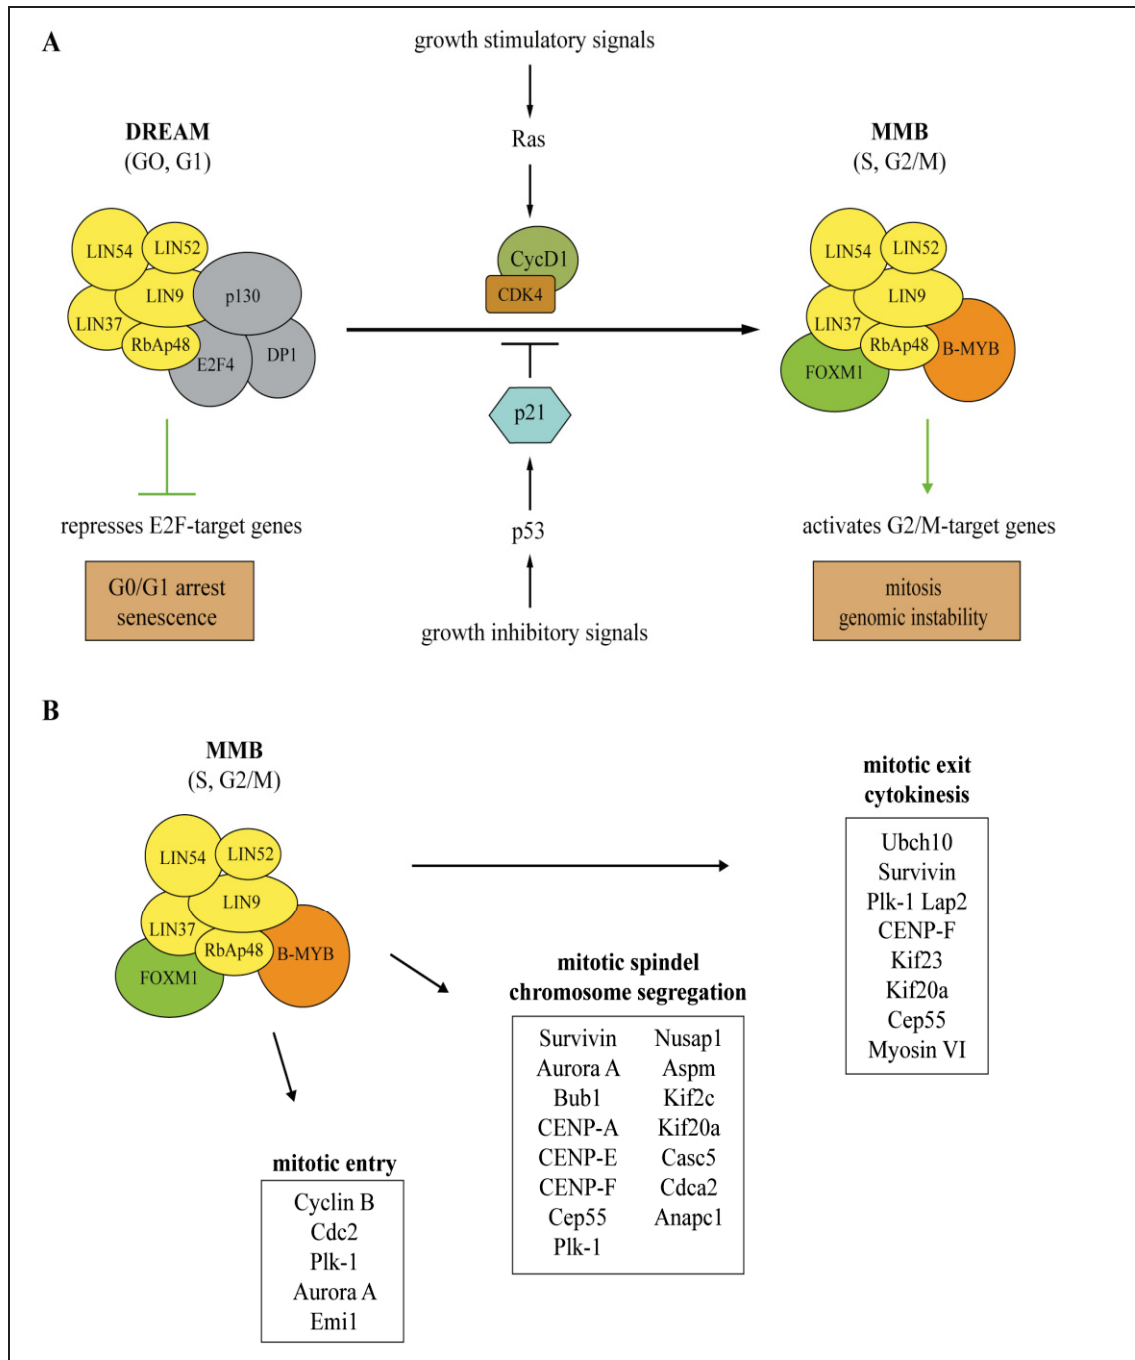 A
growth stimulatory signals
DREAM
(GO, G1)
Ras
MMB
(S, G2/M)
LIN54
LIN52
LIN9
p130
LIN37
RbAp48
E2F4
DP1
CycD1
CDK4
LIN54
LIN52
LIN9
LIN37
RbAp48
B-MYB
FOXM1
p21
represses E2F-target genes
p53
activates G2/M-target genes
G0/G1 arrest
senescence
growth inhibitory signals
mitosis
genomic instability
B
MMB
(S, G2/M)
LIN54
LIN52
LIN9
LIN37
RbAp48
B-MYB
FOXM1
mitotic exit
cytokinesis
Ubch10
Survivin
Plk-1 Lap2
CENP-F
Kif23
Kif20a
Cep55
Myosin VI
mitotic spindel
chromosome segregation
Survivin Nusap1
Aurora A Aspm
Bub1 Kif2c
CENP-A Kif20a
CENP-E Casc5
CENP-F Cdca2
Cep55 Anapc1
Plk-1
mitotic entry
Cyclin B
Cdc2
Plk-1
Aurora A
Emi1